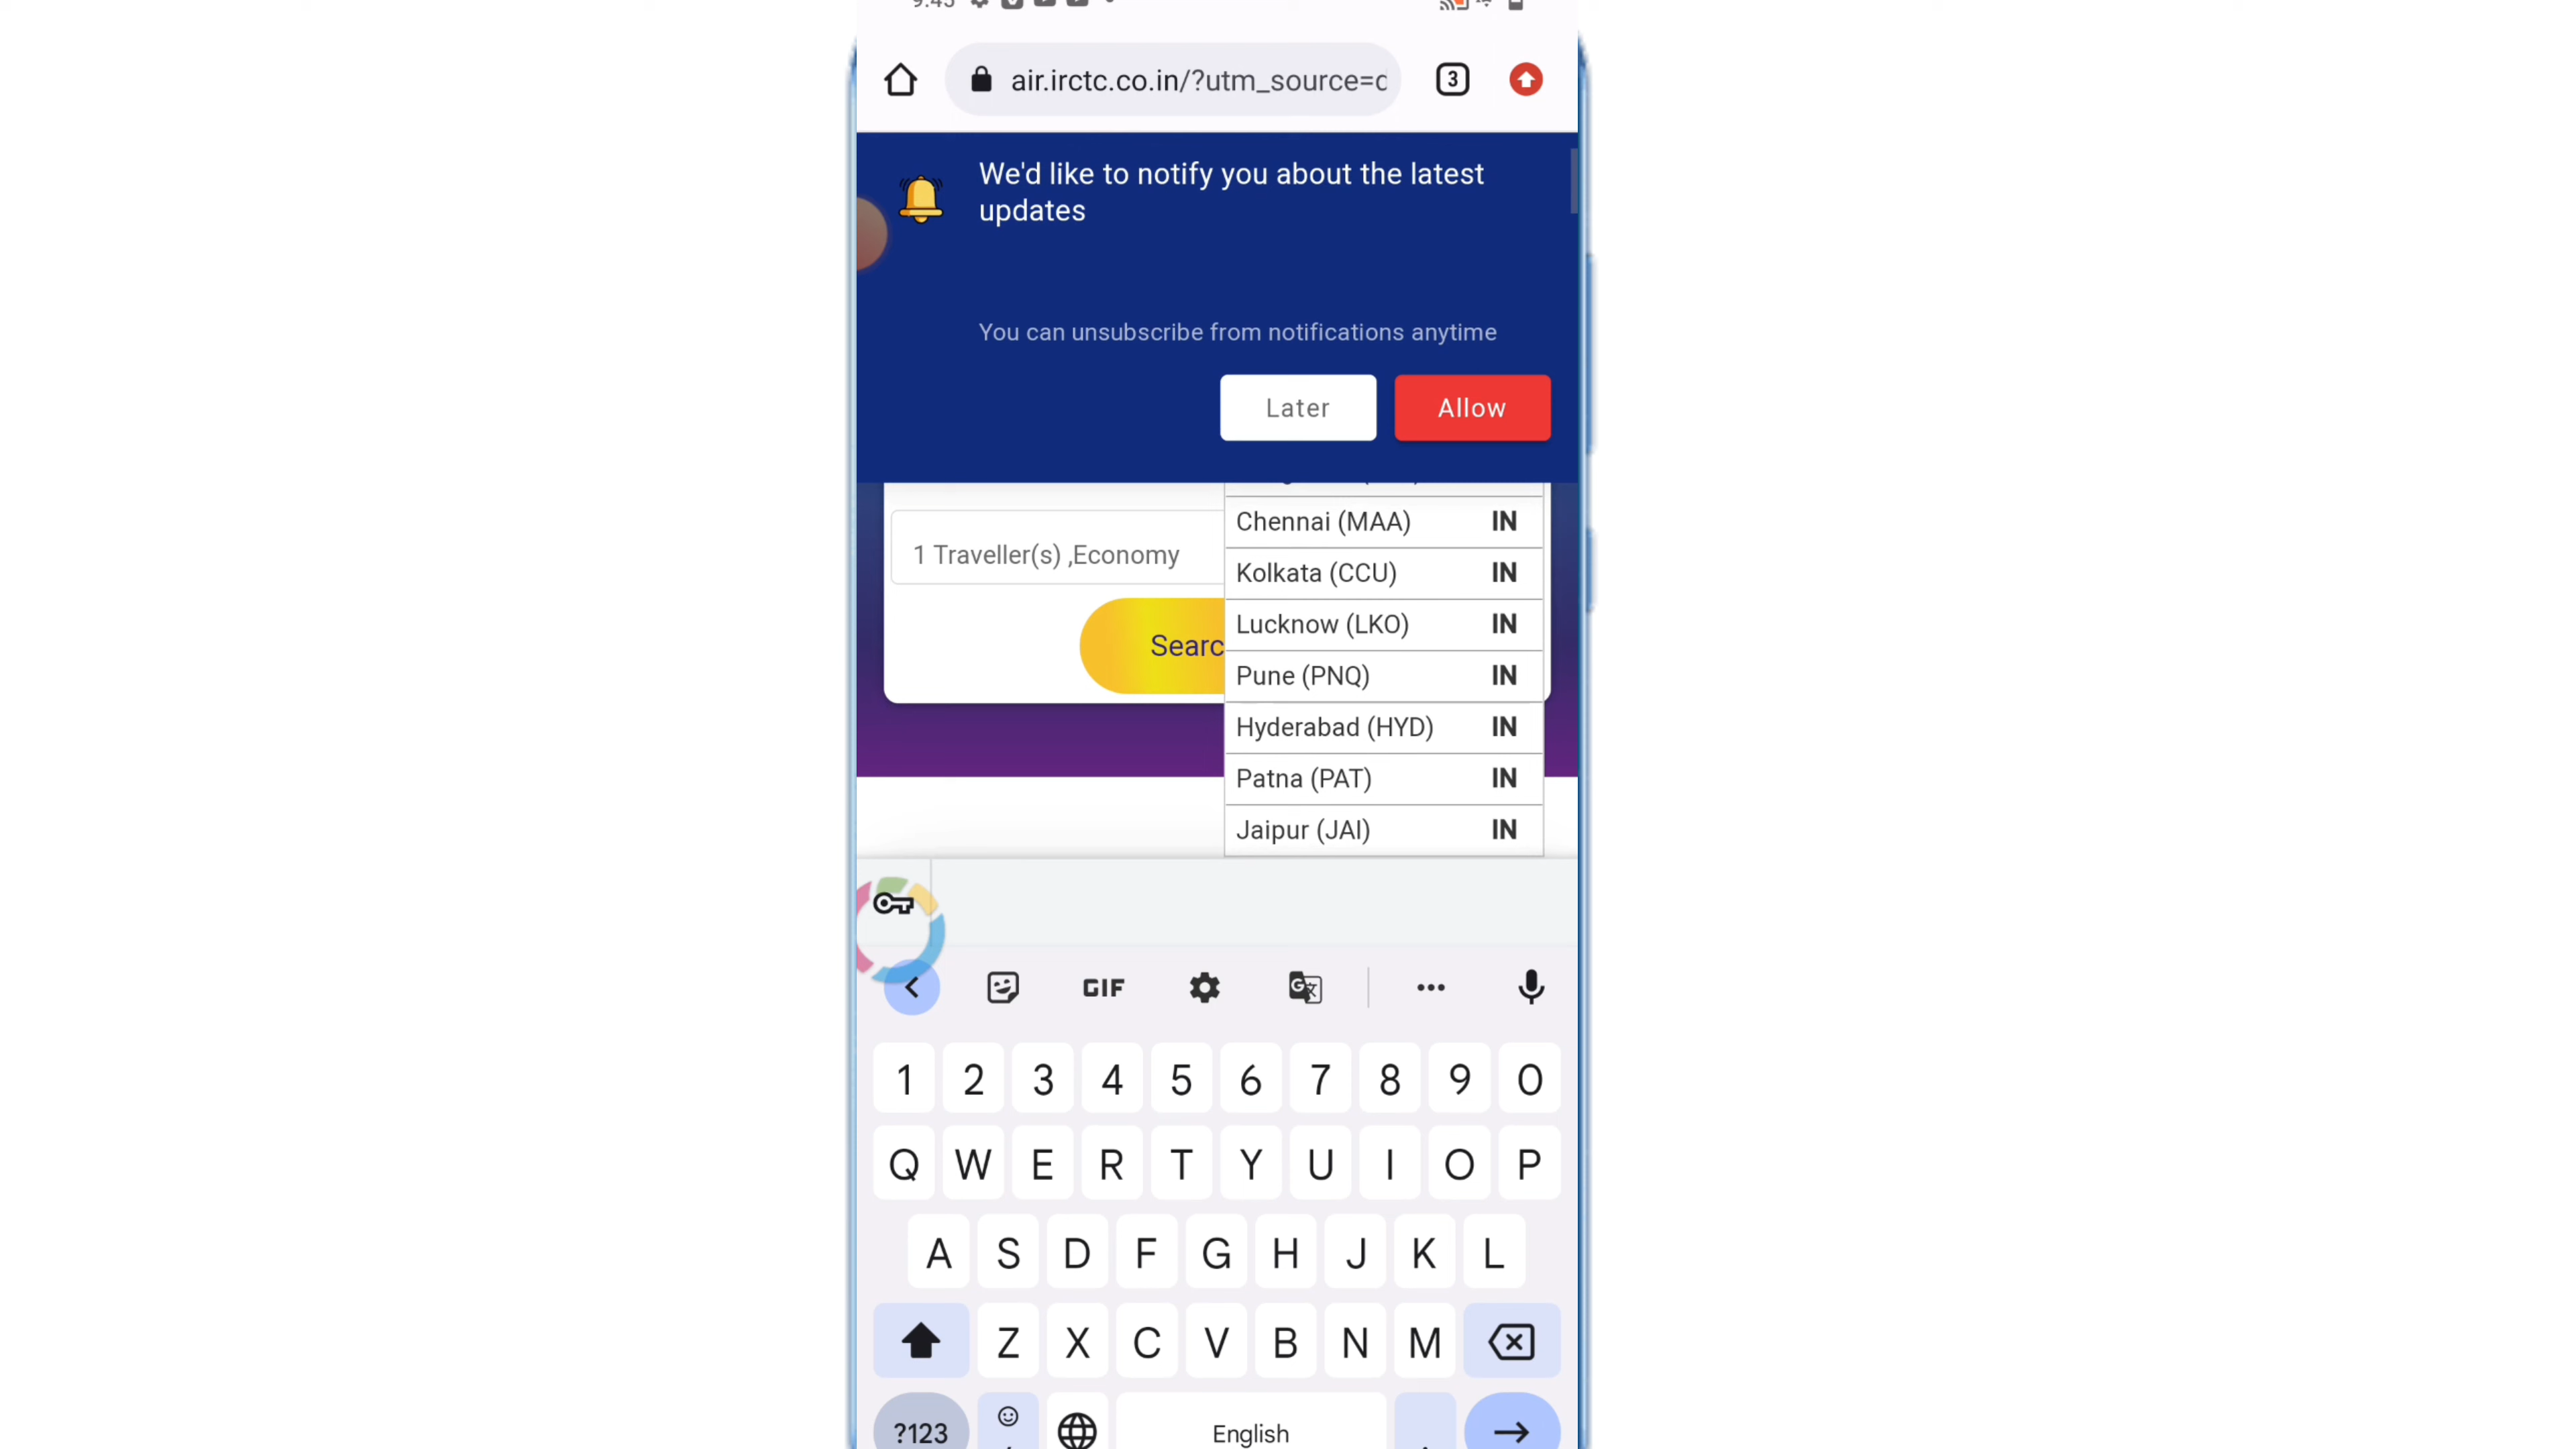 9:45
air.irctc.co.in/?utm_source=d
3
We'd like to notify you about the latest
updates
You can unsubscribe from notifications anytime
Later
Allow
Chennai (MAA) IN
1 Traveller(s) ,Economy
Kolkata (CCU) IN
Lucknow (LKO) IN
Searc
Pune (PNQ) IN
Hyderabad (HYD) IN
Patna (PAT) IN
Jaipur (JAI) IN
GIF
1 2 3 4 5 6 7 8 9 0
Q W E R T Y U I O P
A S D F G H J K L
Z X C V B N M
?123
English